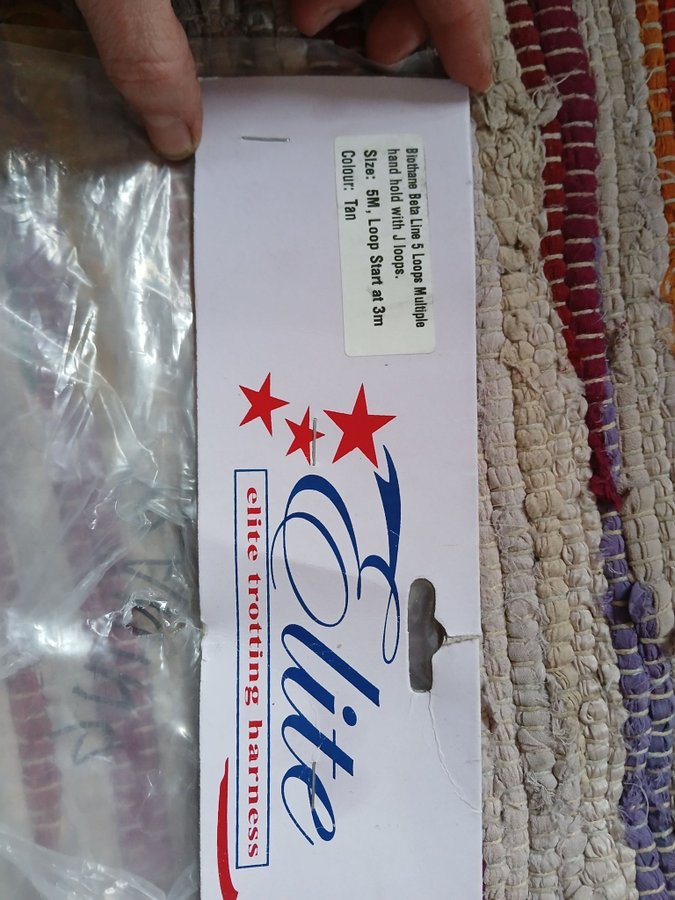 Biothane Beta Line 5 Loops Multiple
hand hold with J loops.
Size: 5M, Loop Start at 3m
Colour: Tan
Elite
elite trotting harness